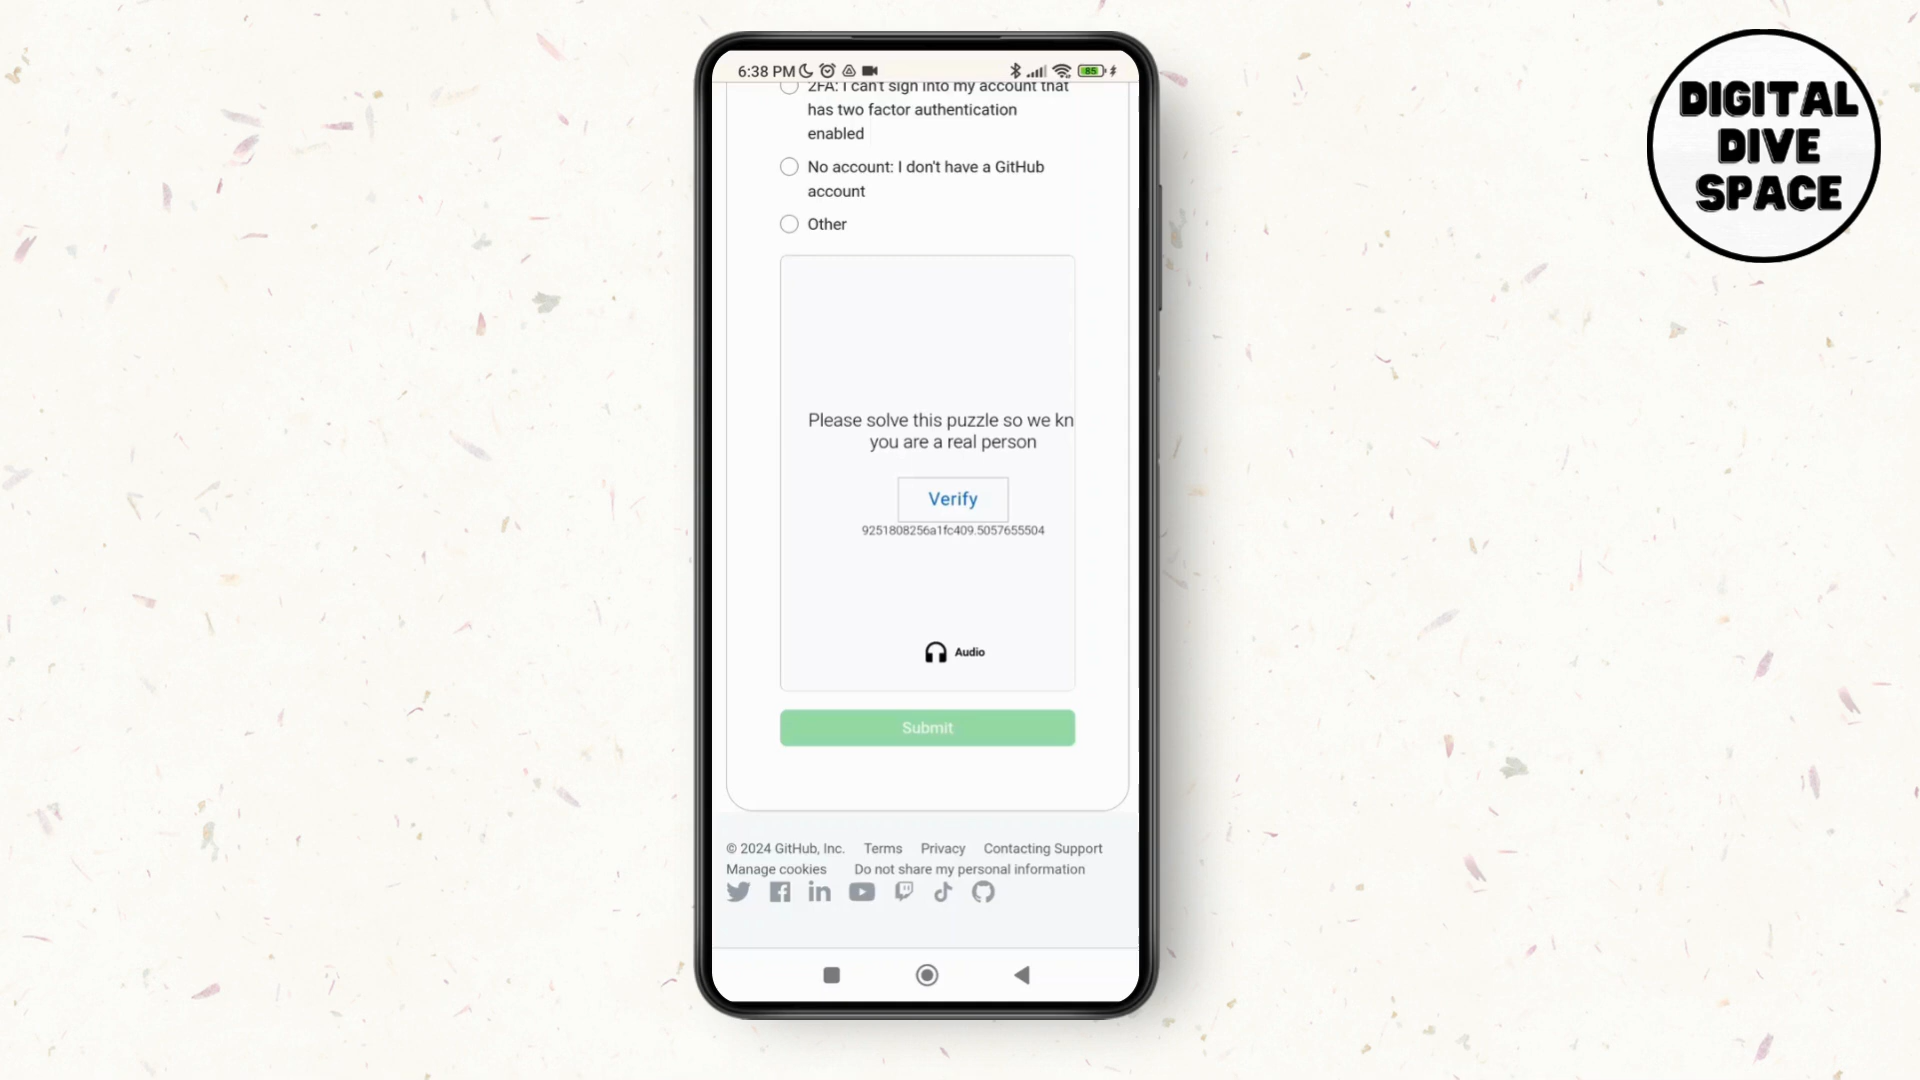 6:38 PM
85
2FA: I can't sign into my account that
has two factor authentication
enabled
No account: I don't have a GitHub
account
Other
Please solve this puzzle so we kn
you are a real person
Verify
9251808256a1fc409.5057655504
Audio
Submit
© 2024 GitHub, Inc. Terms Privacy Contacting Support
Manage cookies Do not share my personal information
DIGITAL
DIVE
SPACE